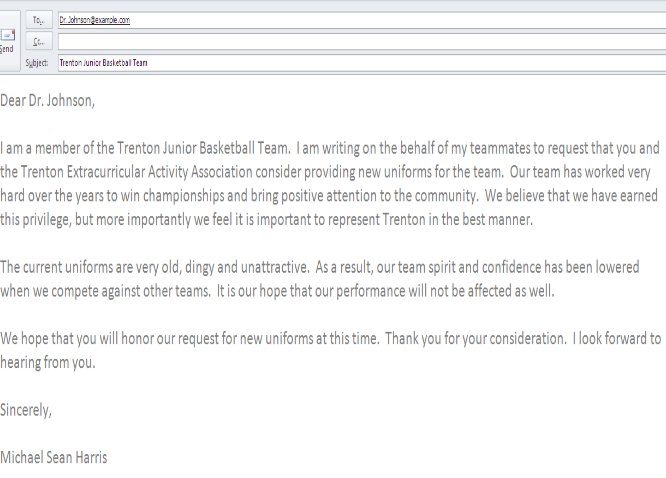 To...
Dr. Johnson@example.com
Send
Cc...
Subject:
Trenton Junior Basketball Team
Dear Dr. Johnson,
I am a member of the Trenton Junior Basketball Team. I am writing on the behalf of my teammates to request that you and
the Trenton Extracurricular Activity Association consider providing new uniforms for the team. Our team has worked very
hard over the years to win championships and bring positive attention to the community. We believe that we have earned
this privilege, but more importantly we feel it is important to represent Trenton in the best manner.
The current uniforms are very old, dingy and unattractive. As a result, our team spirit and confidence has been lowered
when we compete against other teams. It is our hope that our performance will not be affected as well.
We hope that you will honor our request for new uniforms at this time. Thank you for your consideration. I look forward to
hearing from you.
Sincerely,
Michael Sean Harris